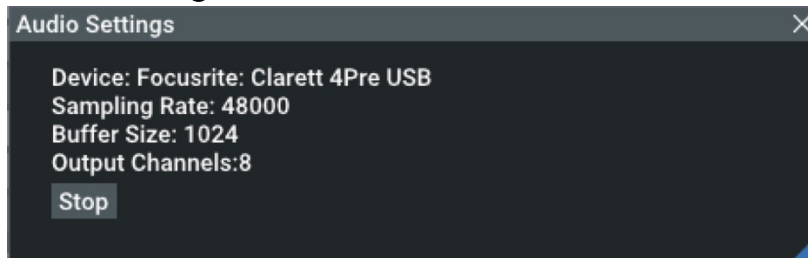 Audio Settings
Device: Focusrite: Clarett 4Pre USB
Sampling Rate: 48000
Buffer Size: 1024
Output Channels:8
Stop